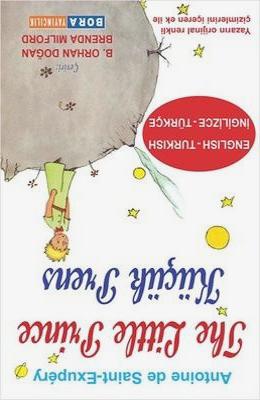 Antoine de Saint-Exupéry
The Little Prince
Küçük Prens
ENGLISH - TURKISH
İNGİLİZCE - TÜRKÇE
Yazarın orijinal renkli
çizimlerini içeren ek ile
Çeviri:
B. ORHAN DOĞAN
BRENDA MILFORD
BORA
YAYINCILIK